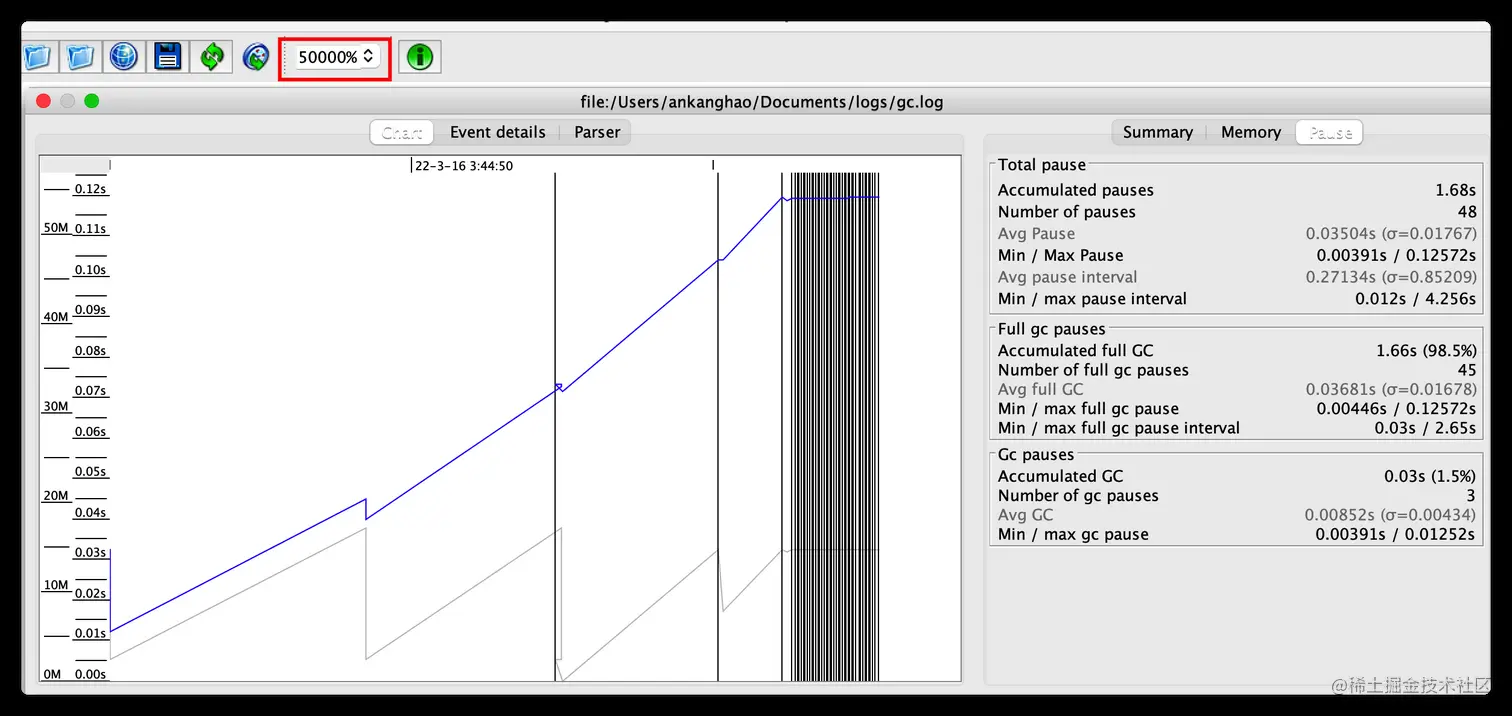 50000%
file:/Users/ankanghao/Documents/logs/gc.log
Chart Event details Parser
Summary Memory Pause
22-3-16 3:44:50
0.12s
50M 0.11s
0.10s
0.09s
40M
0.08s
0.07s
30M
0.06s
0.05s
20M
0.04s
0.03s
10M
0.02s
0.01s
0M 0.00s
Total pause
Accumulated pauses 1.68s
Number of pauses 48
Avg Pause 0.03504s (σ=0.01767)
Min / Max Pause 0.00391s / 0.12572s
Avg pause interval 0.27134s (σ=0.85209)
Min / max pause interval 0.012s / 4.256s
Full gc pauses
Accumulated full GC 1.66s (98.5%)
Number of full gc pauses 45
Avg full GC 0.03681s (σ=0.01678)
Min / max full gc pause 0.00446s / 0.12572s
Min / max full gc pause interval 0.03s / 2.65s
Gc pauses
Accumulated GC 0.03s (1.5%)
Number of gc pauses 3
Avg GC 0.00852s (σ=0.00434)
Min / max gc pause 0.00391s / 0.01252s
@稀土掘金技术社区